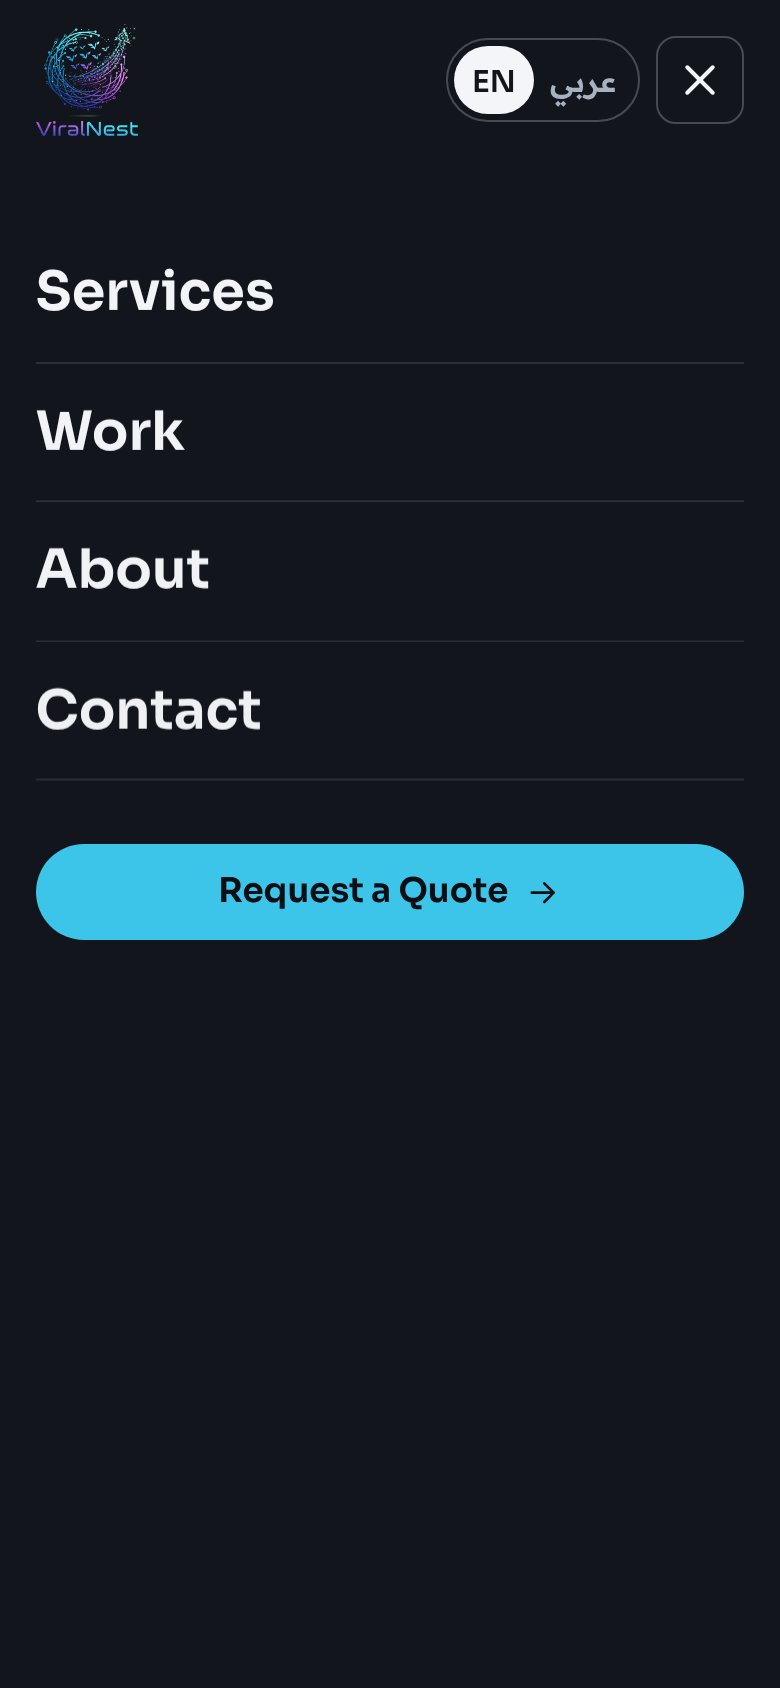 ViralNest
EN عربي
Services
Work
About
Contact
Request a Quote →